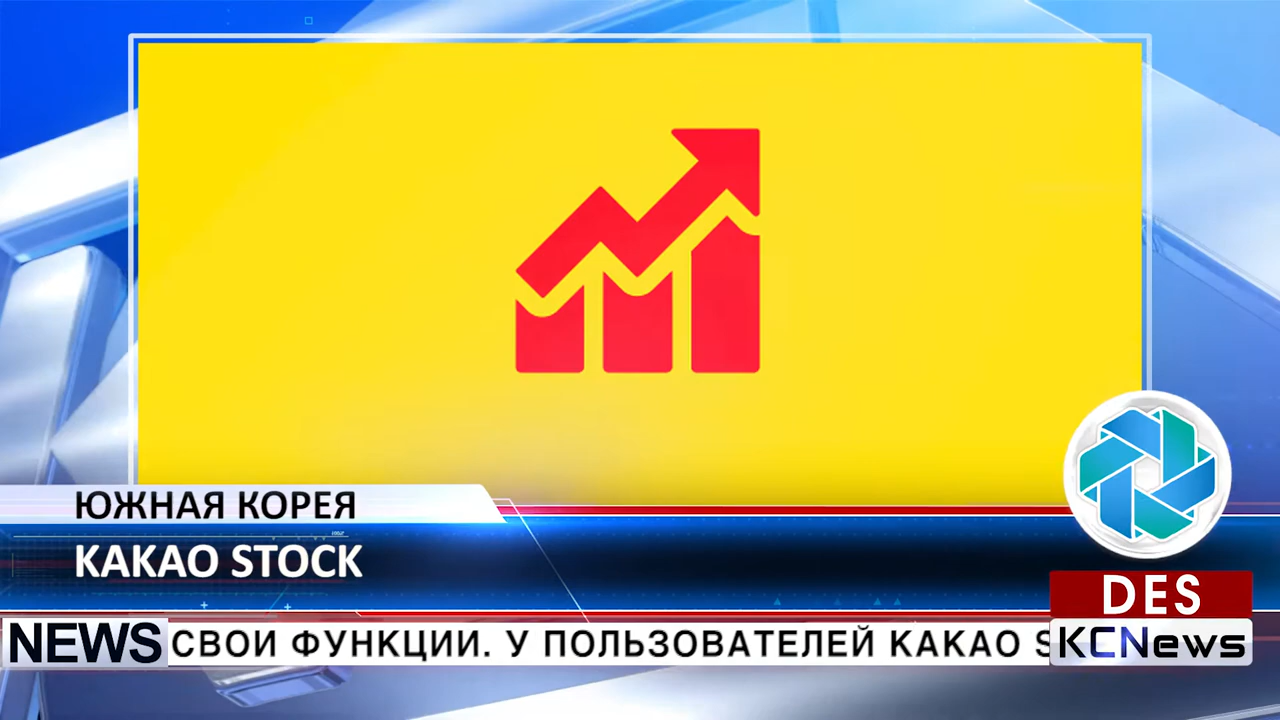 ЮЖНАЯ КОРЕЯ
KAKAO STOCK
DES
NEWS СВОИ ФУНКЦИИ. У ПОЛЬЗОВАТЕЛЕЙ KAKAO S
KCNews